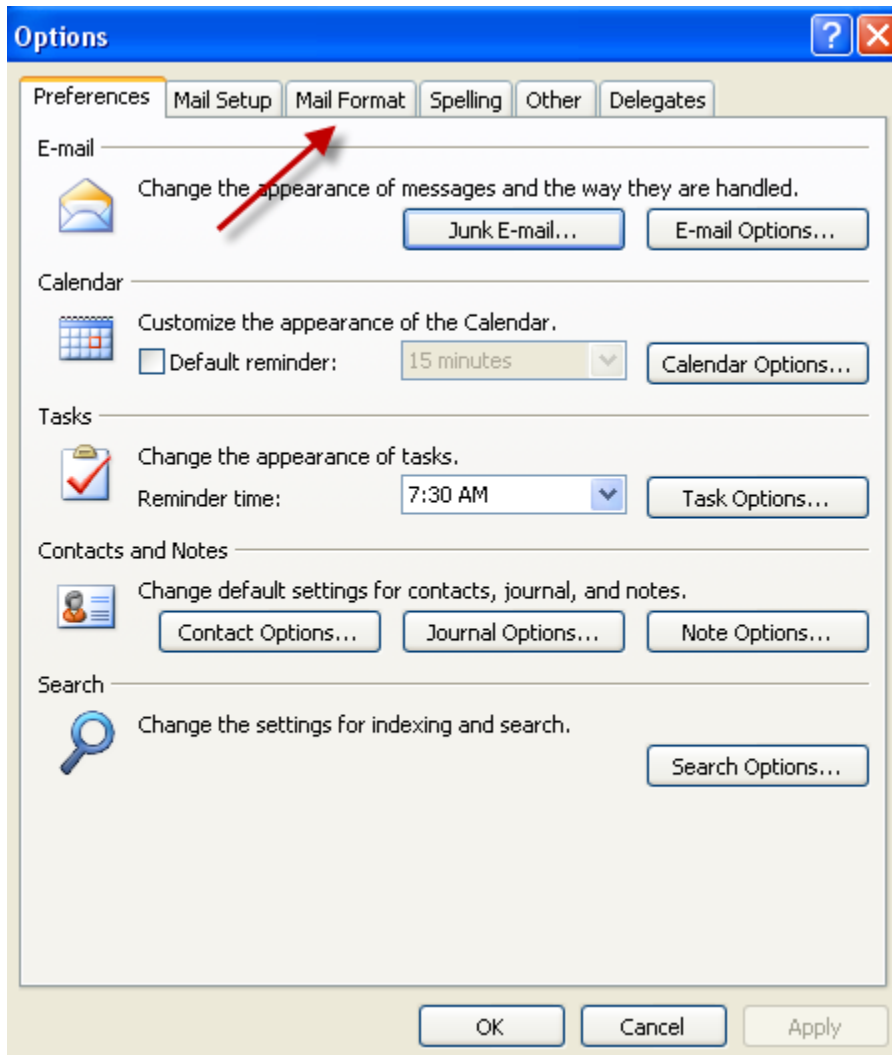 Options
Preferences Mail Setup Mail Format Spelling Other Delegates
E-mail
Change the appearance of messages and the way they are handled.
Junk E-mail... E-mail Options...
Calendar
Customize the appearance of the Calendar.
Default reminder: 15 minutes Calendar Options...
Tasks
Change the appearance of tasks.
Reminder time: 7:30 AM Task Options...
Contacts and Notes
Change default settings for contacts, journal, and notes.
Contact Options... Journal Options... Note Options...
Search
Change the settings for indexing and search.
Search Options...
OK Cancel Apply